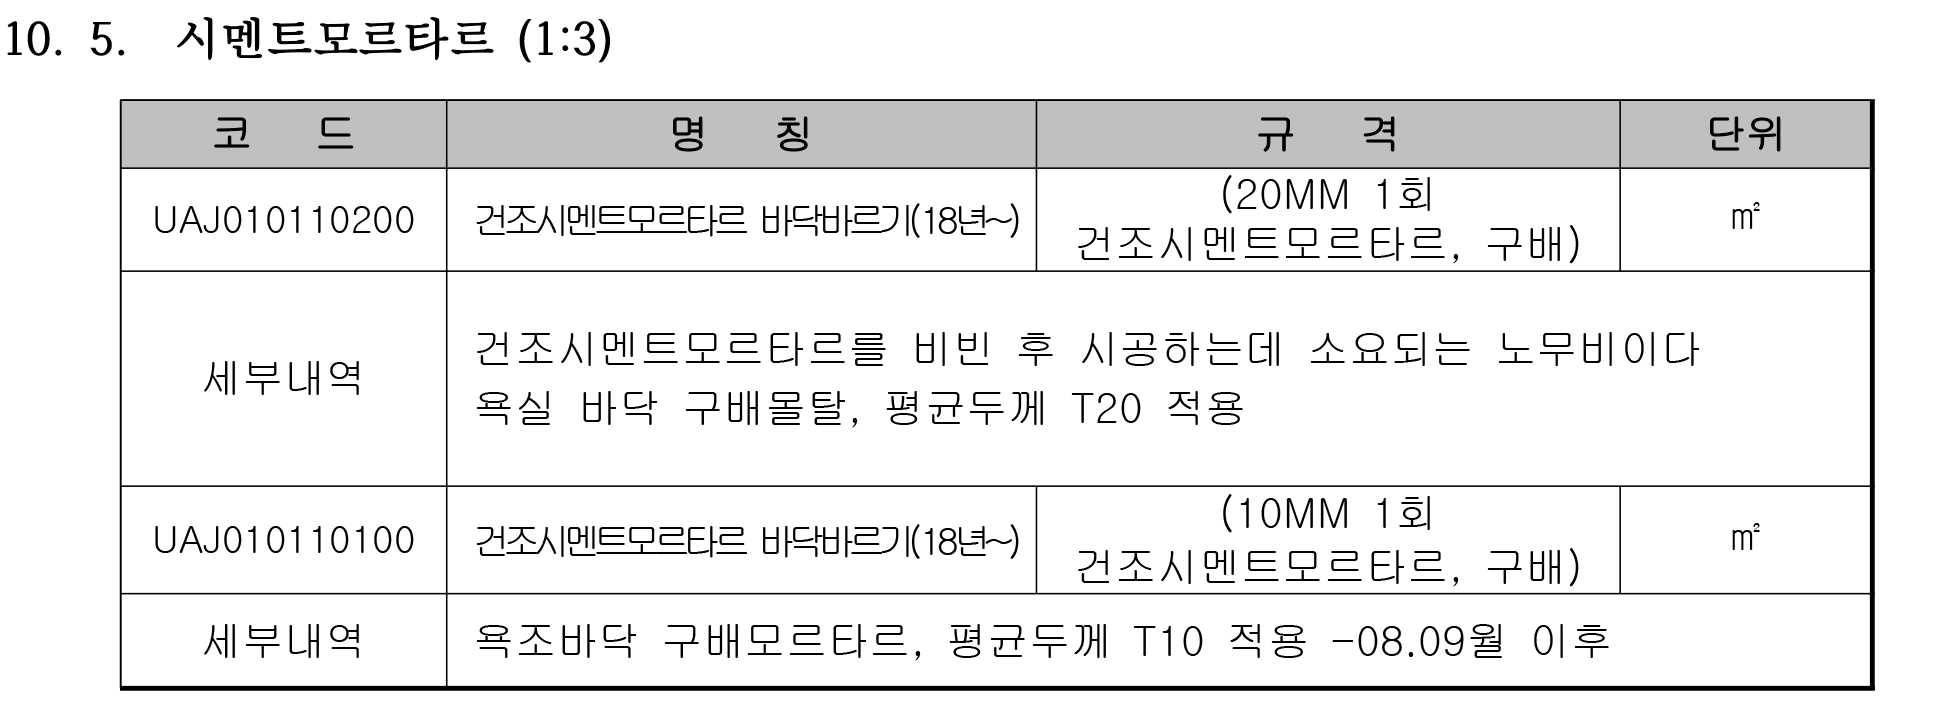 10. 5. 시멘트모르타르 (1:3)
코 드 명 칭 규 격 단위
UAJ010110200 건조시멘트모르타르 바닥바르기(18년~) (20MM 1회
건조시멘트모르타르, 구배) ㎡
세부내역 건조시멘트모르타르를 비빈 후 시공하는데 소요되는 노무비이다
욕실 바닥 구배몰탈, 평균두께 T20 적용
UAJ010110100 건조시멘트모르타르 바닥바르기(18년~) (10MM 1회
건조시멘트모르타르, 구배) ㎡
세부내역 욕조바닥 구배모르타르, 평균두께 T10 적용 -08.09월 이후